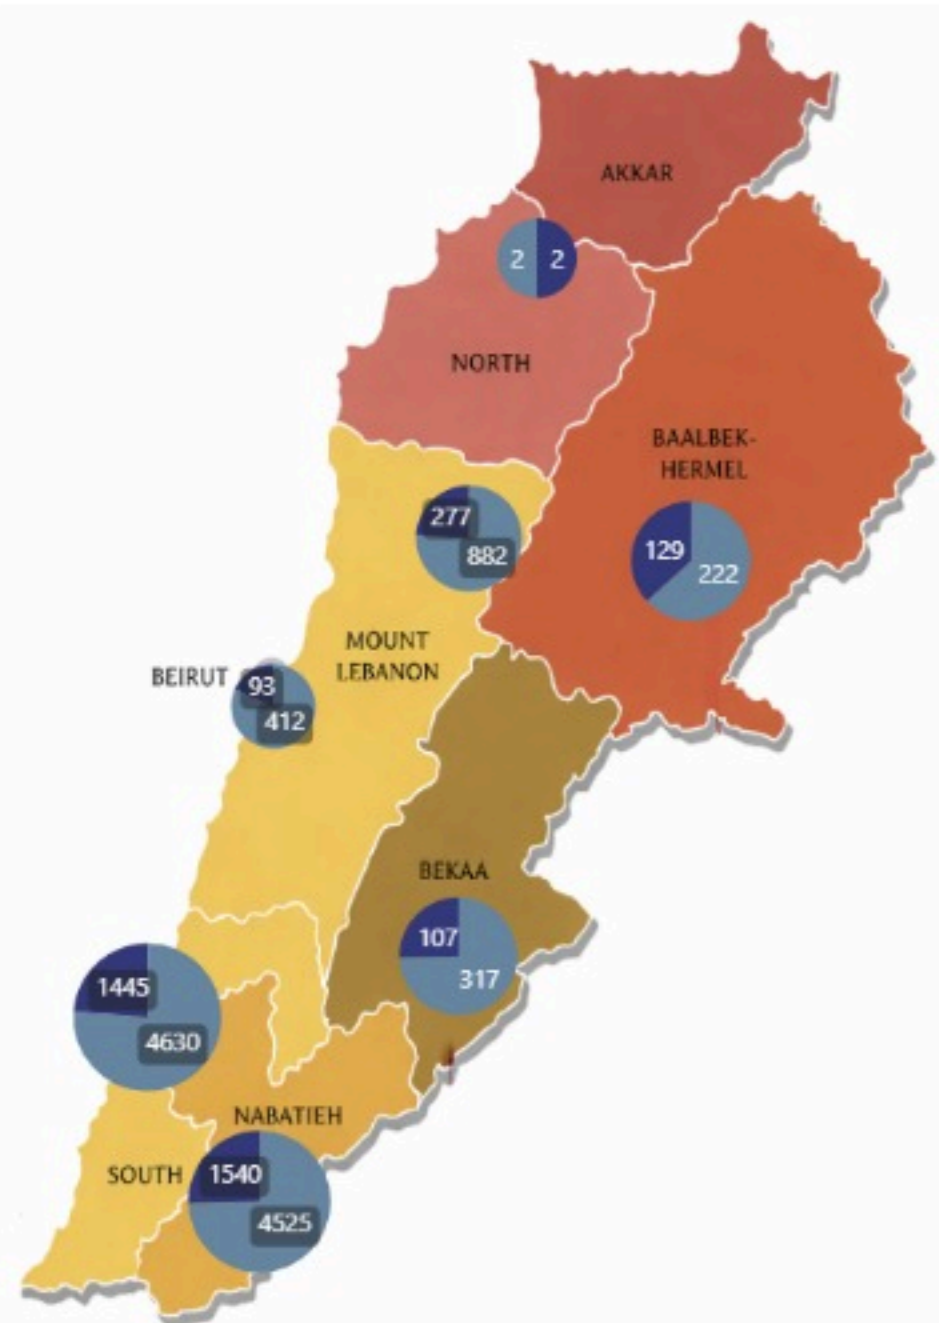 AKKAR
2 2
NORTH
BAALBEK-
HERMEL
277
882
129
222
MOUNT
LEBANON
BEIRUT
93
412
BEKAA
107
317
1445
4630
NABATIEH
SOUTH
1540
4525